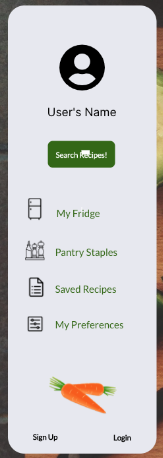 User's Name
Search Recipes!
My Fridge
Pantry Staples
Saved Recipes
My Preferences
Sign Up Login